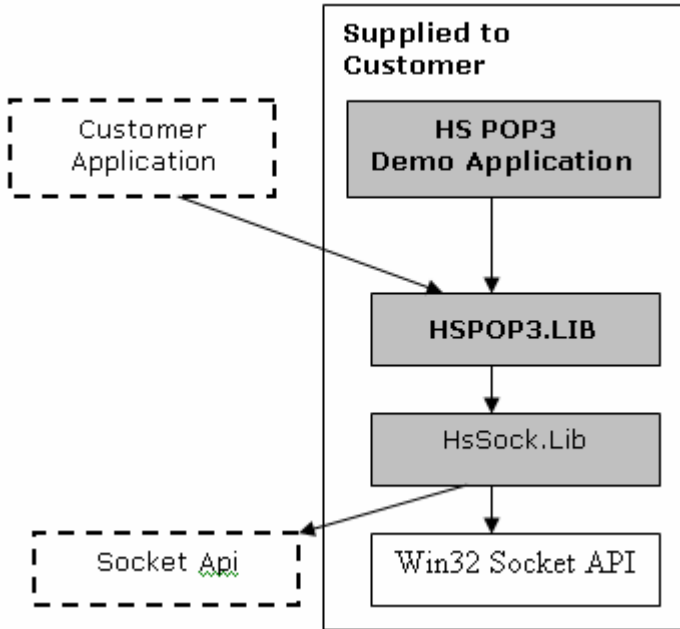 Supplied to
Customer
Customer
Application
HS POP3
Demo Application
HSPOP3.LIB
HsSock.Lib
Socket Api
Win32 Socket API